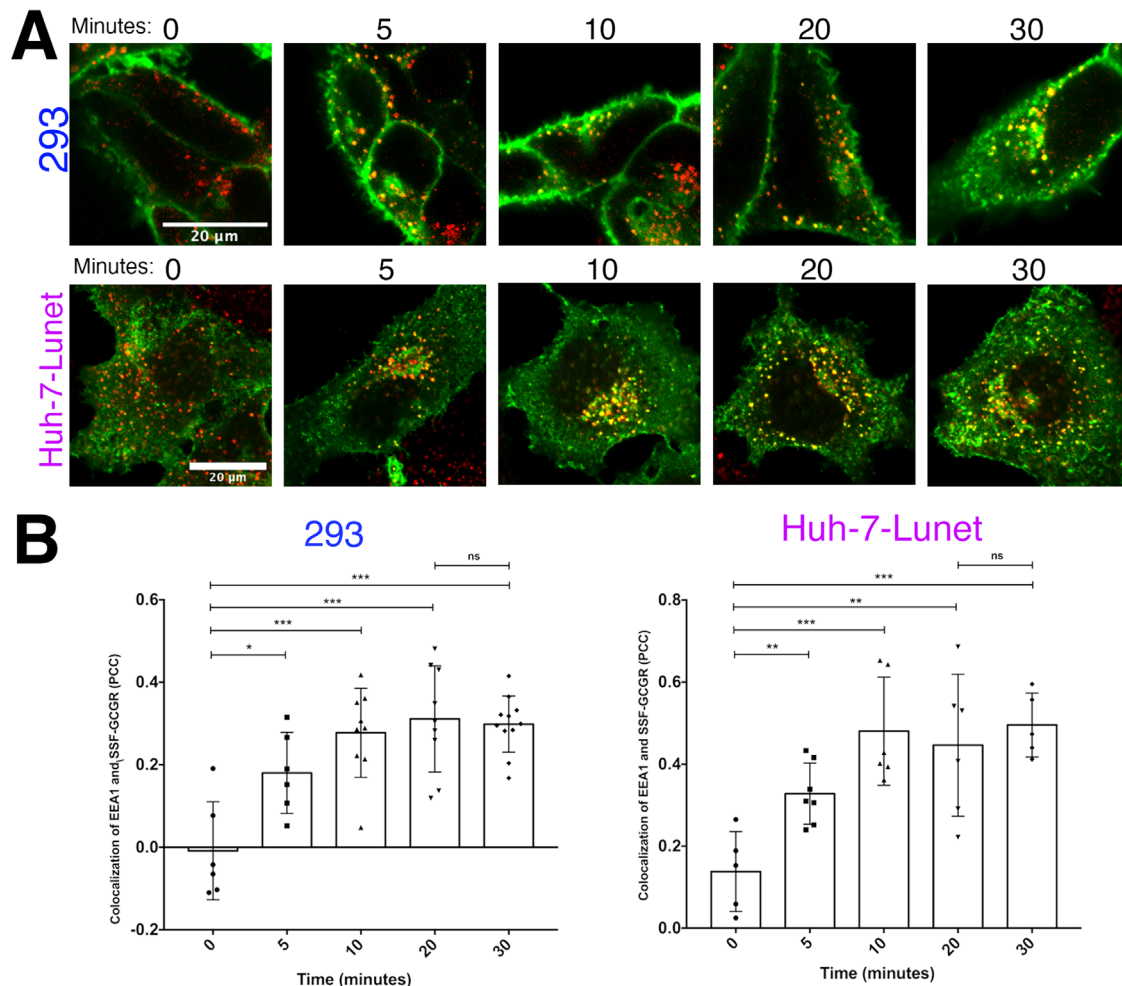 A
Minutes: 0 5 10 20 30
293
20 µm
Minutes: 0 5 10 20 30
Huh-7-Lunet
20 µm
B
293
ns
***
***
***
*
Colocalization of EEA1 and SSF-GCGR (PCC)
0.6
0.4
0.2
0.0
-0.2
0 5 10 20 30
Time (minutes)
Huh-7-Lunet
ns
***
**
***
**
Colocalization of EEA1 and SSF-GCGR (PCC)
0.8
0.6
0.4
0.2
0.0
0 5 10 20 30
Time (minutes)